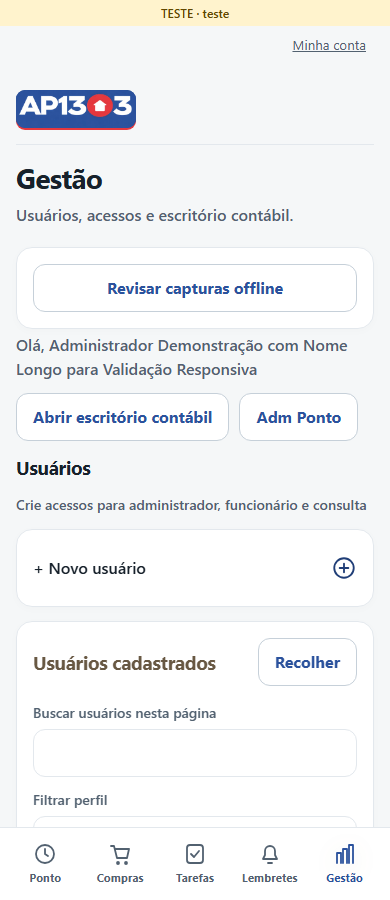 TESTE · teste
Minha conta
AP13 3
Gestão
Usuários, acessos e escritório contábil.
Revisar capturas offline
Olá, Administrador Demonstração com Nome
Longo para Validação Responsiva
Abrir escritório contábil
Adm Ponto
Usuários
Crie acessos para administrador, funcionário e consulta
+ Novo usuário
Usuários cadastrados
Recolher
Buscar usuários nesta página
Filtrar perfil
Ponto
Compras
Tarefas
Lembretes
Gestão